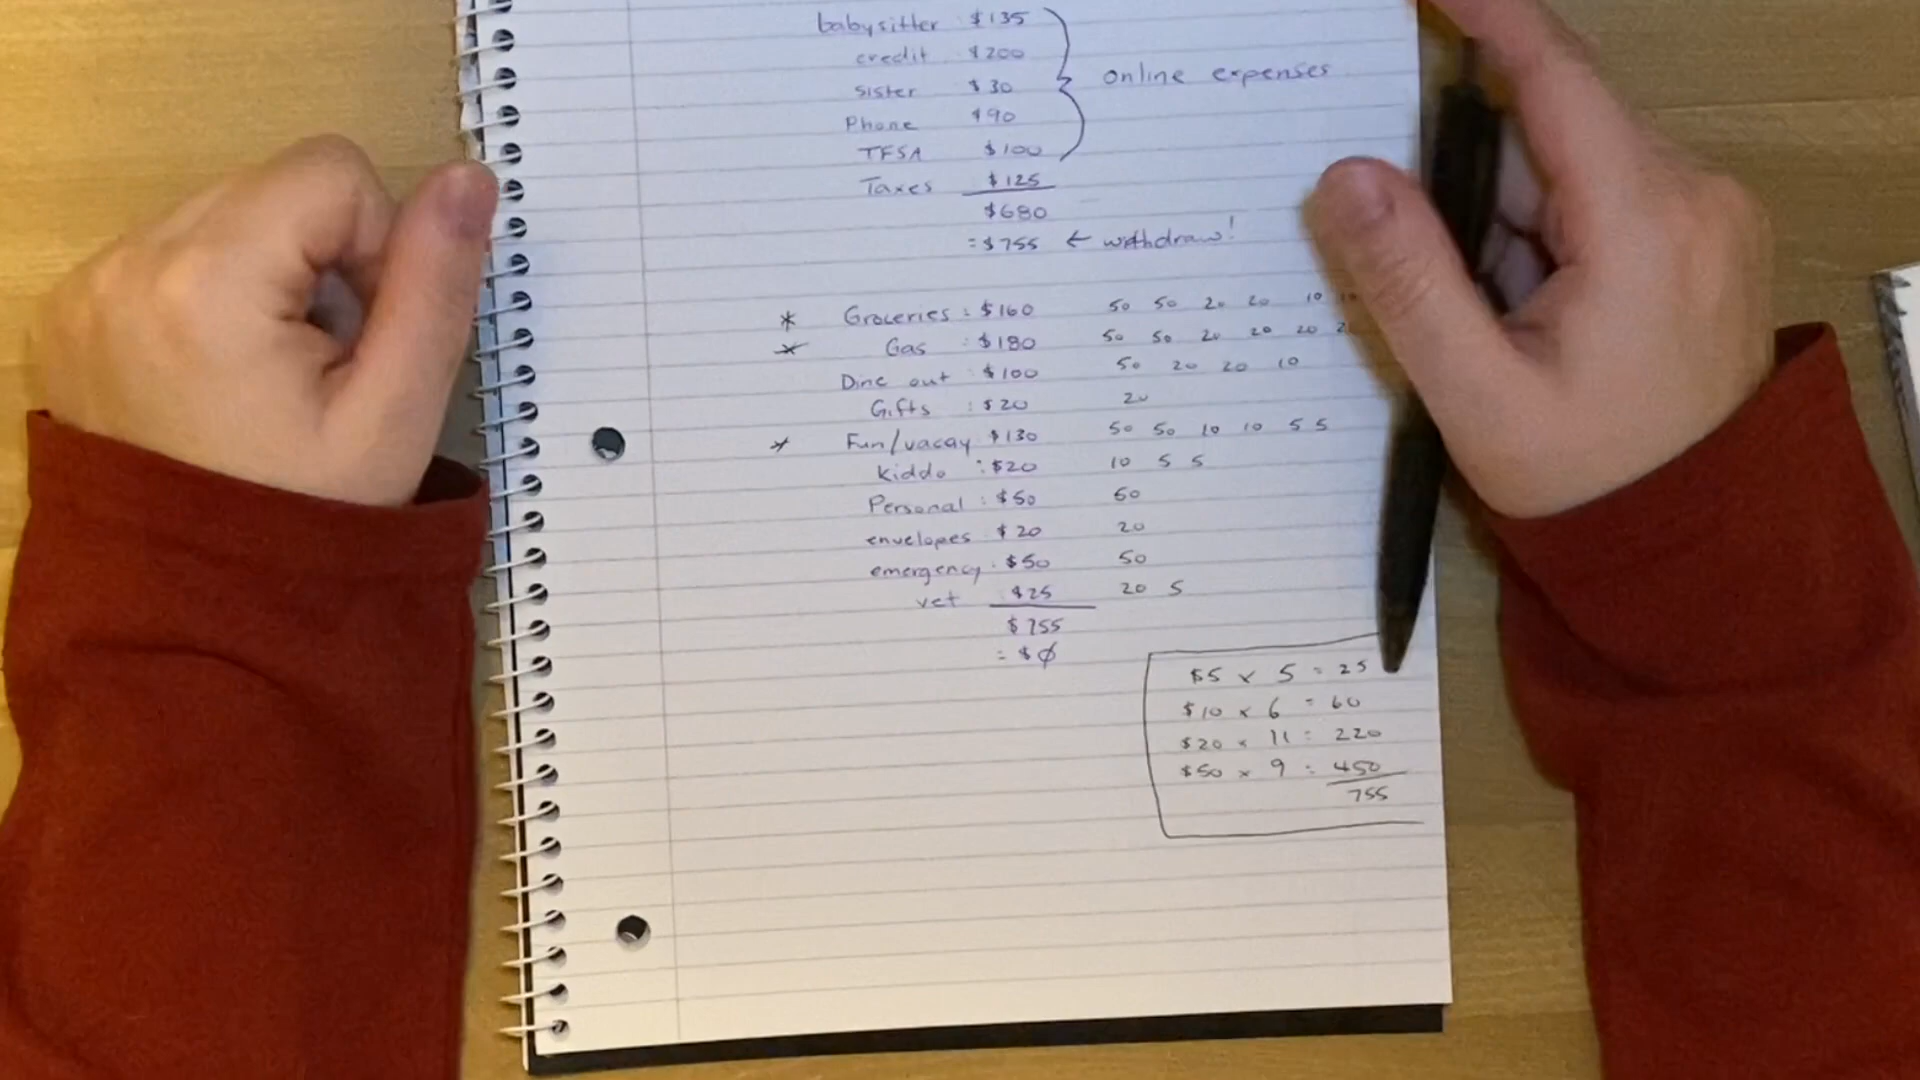 babysitter : $135
credit : $200
sister $30
online expenses
Phone $90
TFSA $100
Taxes $125
$680
= $755 ← withdraw!
* Groceries : $160 50 50 20 20 10 10
* Gas : $180 50 50 20 20 20 2
Dine out : $100 50 20 20 10
Gifts : $20 20
* Fun/vacay $130 50 50 10 10 5 5
kiddo : $20 10 5 5
Personal : $50 50
envelopes : $20 20
emergency : $50 50
vet $25 20 5
$755
= $0
$5 x 5 = 25
$10 x 6 = 60
$20 x 11 = 220
$50 x 9 = 450
755